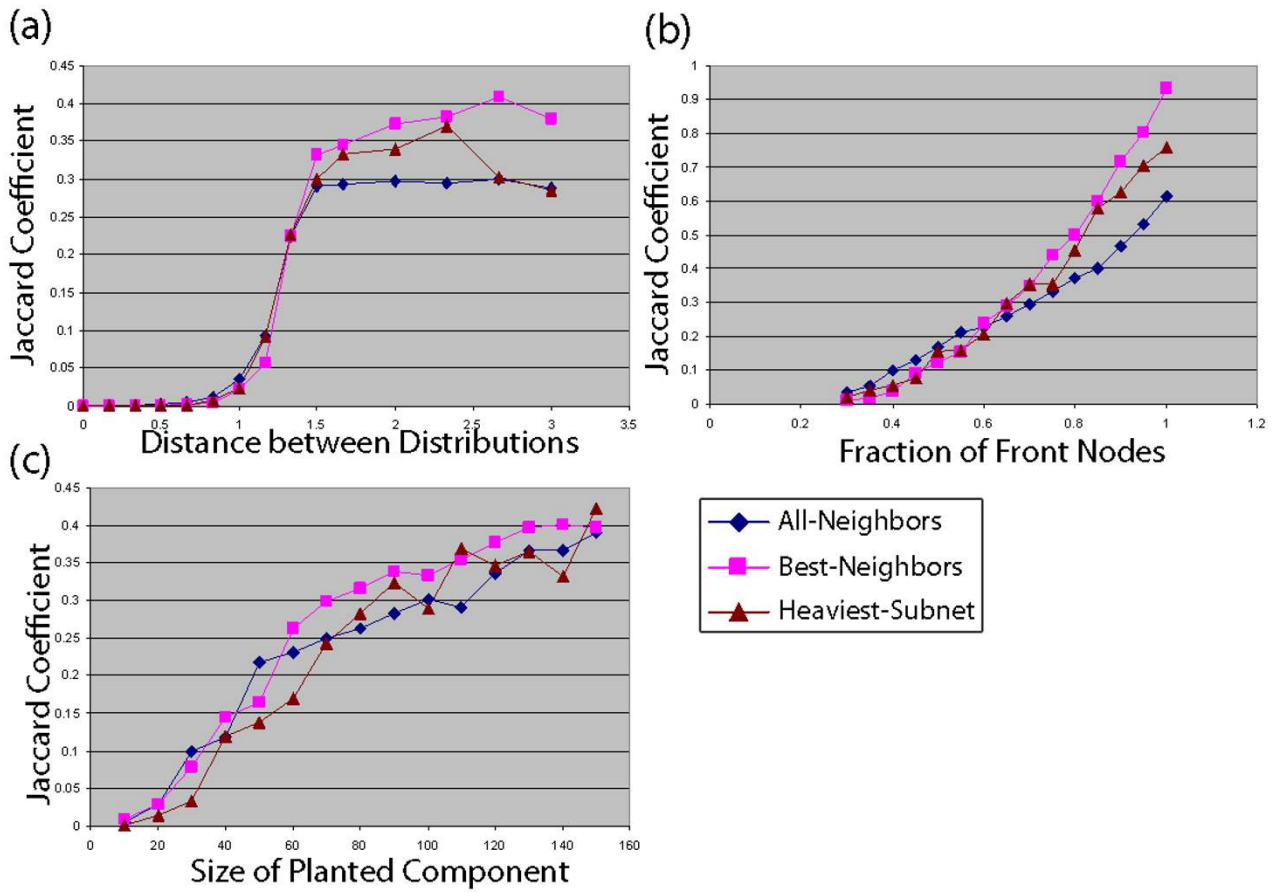 (a)
Jaccard Coefficient
0.45
0.4
0.35
0.3
0.25
0.2
0.15
0.1
0.05
0
0 0.5 1 1.5 2 2.5 3 3.5
Distance between Distributions
(b)
Jaccard Coefficient
1
0.9
0.8
0.7
0.6
0.5
0.4
0.3
0.2
0.1
0
0 0.2 0.4 0.6 0.8 1 1.2
Fraction of Front Nodes
(c)
Jaccard Coefficient
0.45
0.4
0.35
0.3
0.25
0.2
0.15
0.1
0.05
0
0 20 40 60 80 100 120 140 160
Size of Planted Component
All-Neighbors
Best-Neighbors
Heaviest-Subnet